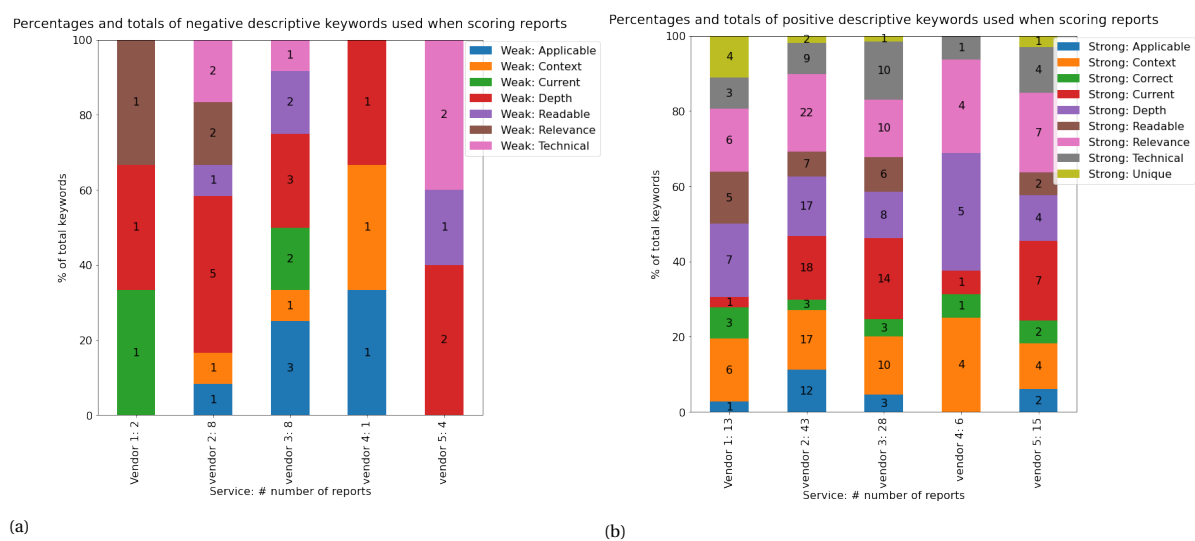 Percentages and totals of negative descriptive keywords used when scoring reports
100
80
60
40
20
0
% of total keywords
1
1
1
2
2
1
5
1
1
1
2
3
2
1
3
1
1
1
2
1
2
Weak: Applicable
Weak: Context
Weak: Current
Weak: Depth
Weak: Readable
Weak: Relevance
Weak: Technical
Vendor 1: 2
vendor 2: 8
vendor 3: 8
vendor 4: 1
vendor 5: 4
Service: # number of reports
(a)
Percentages and totals of positive descriptive keywords used when scoring reports
100
80
60
40
20
0
% of total keywords
4
3
6
5
7
1
3
6
1
2
9
22
7
17
18
3
17
12
1
10
10
6
8
14
3
10
3
1
4
5
1
1
4
1
4
7
2
4
7
2
4
2
Strong: Applicable
Strong: Context
Strong: Correct
Strong: Current
Strong: Depth
Strong: Readable
Strong: Relevance
Strong: Technical
Strong: Unique
Vendor 1: 13
vendor 2: 43
vendor 3: 28
vendor 4: 6
vendor 5: 15
Service: # number of reports
(b)